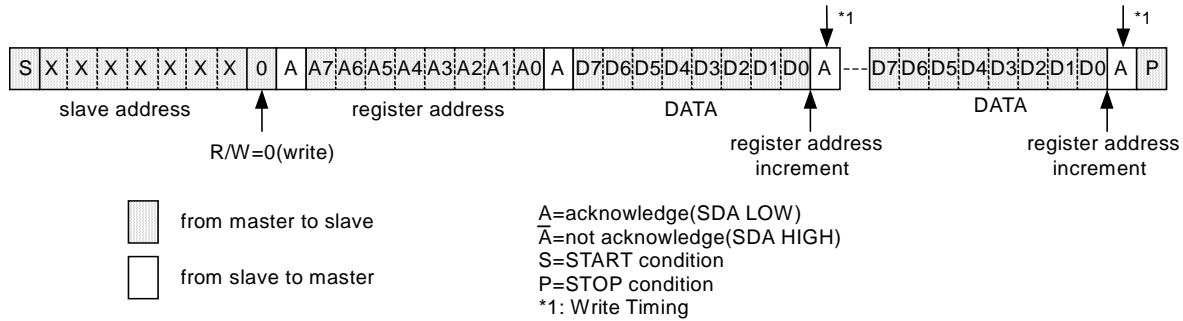 *1 *1
S X X X X X X X 0 A A7 A6 A5 A4 A3 A2 A1 A0 A D7 D6 D5 D4 D3 D2 D1 D0 A D7 D6 D5 D4 D3 D2 D1 D0 A P
slave address register address DATA DATA
R/W=0(write)
register address
increment
register address
increment
from master to slave
from slave to master
A=acknowledge(SDA LOW)
A̅=not acknowledge(SDA HIGH)
S=START condition
P=STOP condition
*1: Write Timing